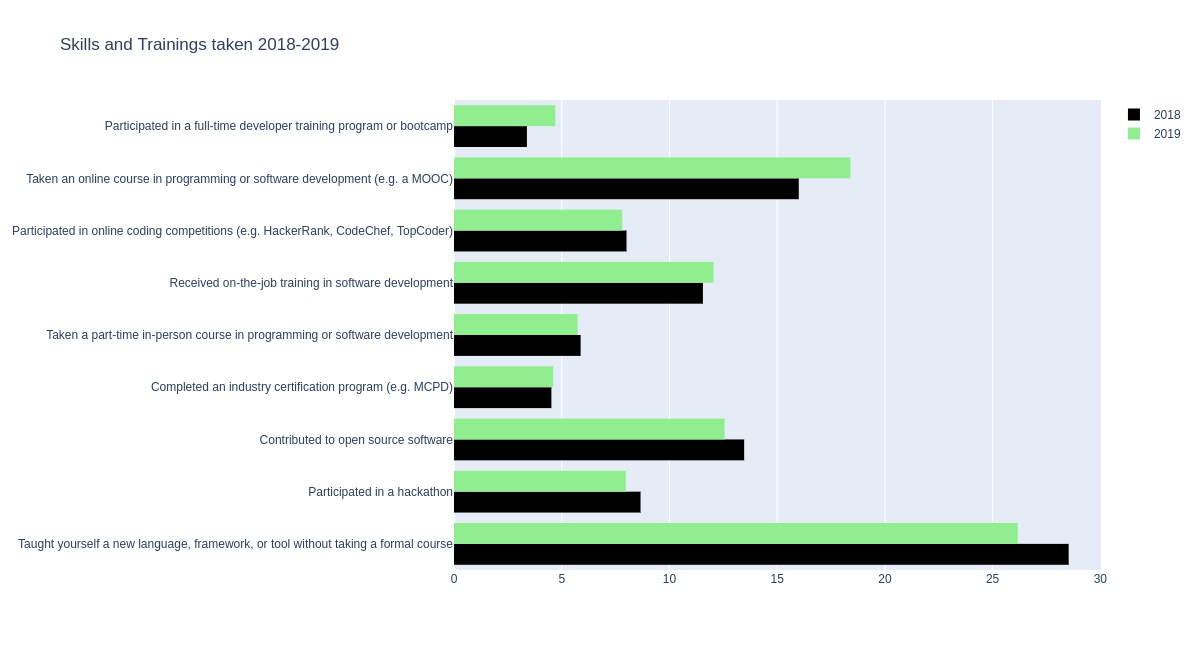 Skills and Trainings taken 2018-2019
2018
2019
Participated in a full-time developer training program or bootcamp
Taken an online course in programming or software development (e.g. a MOOC)
Participated in online coding competitions (e.g. HackerRank, CodeChef, TopCoder)
Received on-the-job training in software development
Taken a part-time in-person course in programming or software development
Completed an industry certification program (e.g. MCPD)
Contributed to open source software
Participated in a hackathon
Taught yourself a new language, framework, or tool without taking a formal course
0 5 10 15 20 25 30